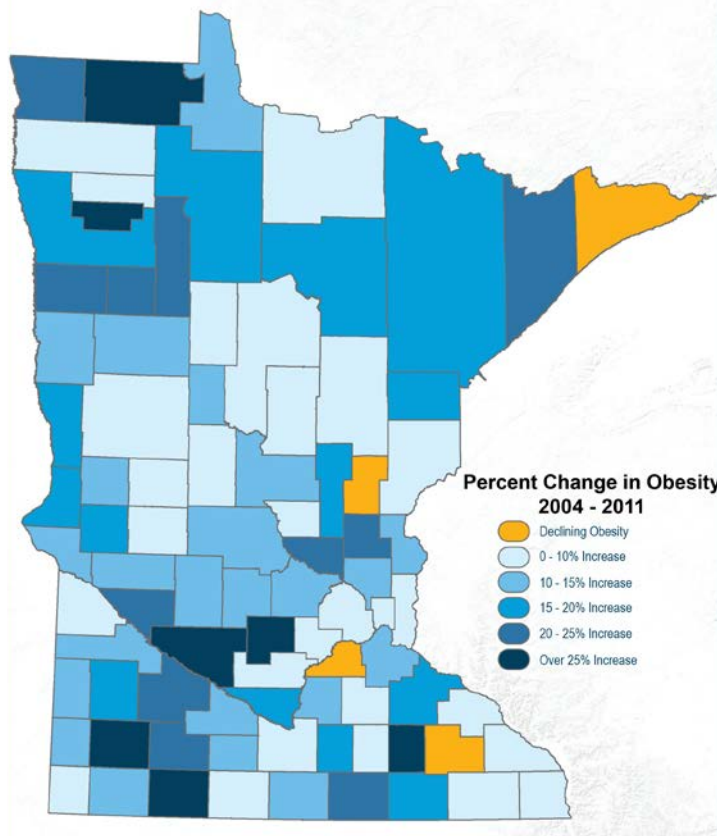 Percent Change in Obesity
2004 - 2011
Declining Obesity
0 - 10% Increase
10 - 15% Increase
15 - 20% Increase
20 - 25% Increase
Over 25% Increase